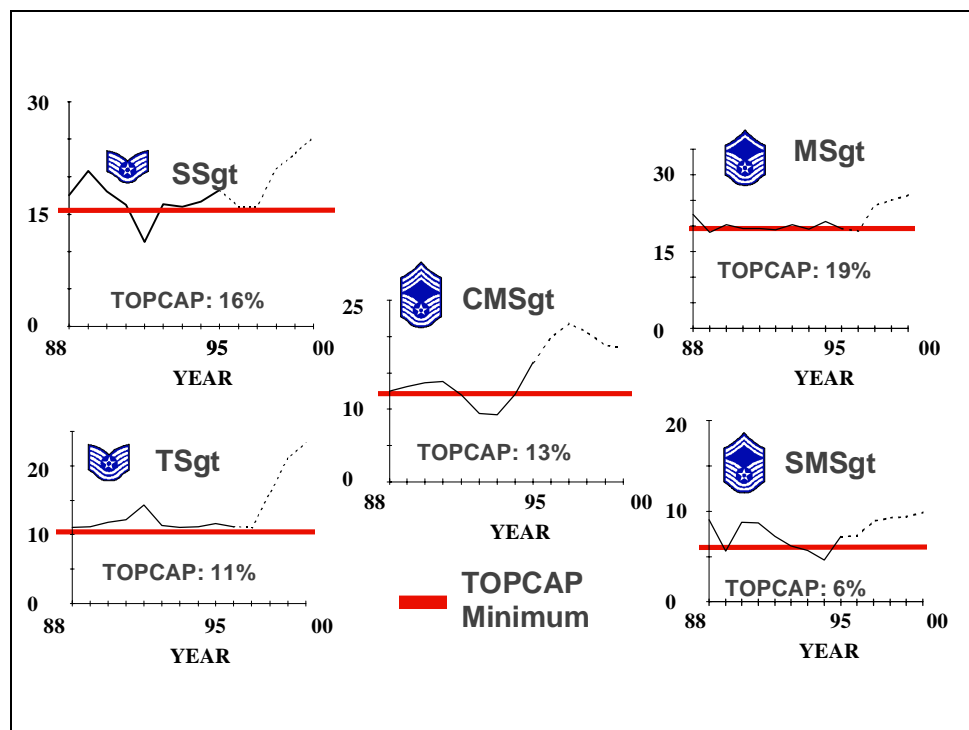 30
15
0
SSgt
TOPCAP: 16%
88 95 00
YEAR
30
15
0
MSgt
TOPCAP: 19%
88 95 00
YEAR
25
10
0
CMSgt
TOPCAP: 13%
88 95 00
YEAR
20
10
0
TSgt
TOPCAP: 11%
88 95 00
YEAR
20
10
0
SMSgt
TOPCAP: 6%
88 95 00
YEAR
TOPCAP
Minimum